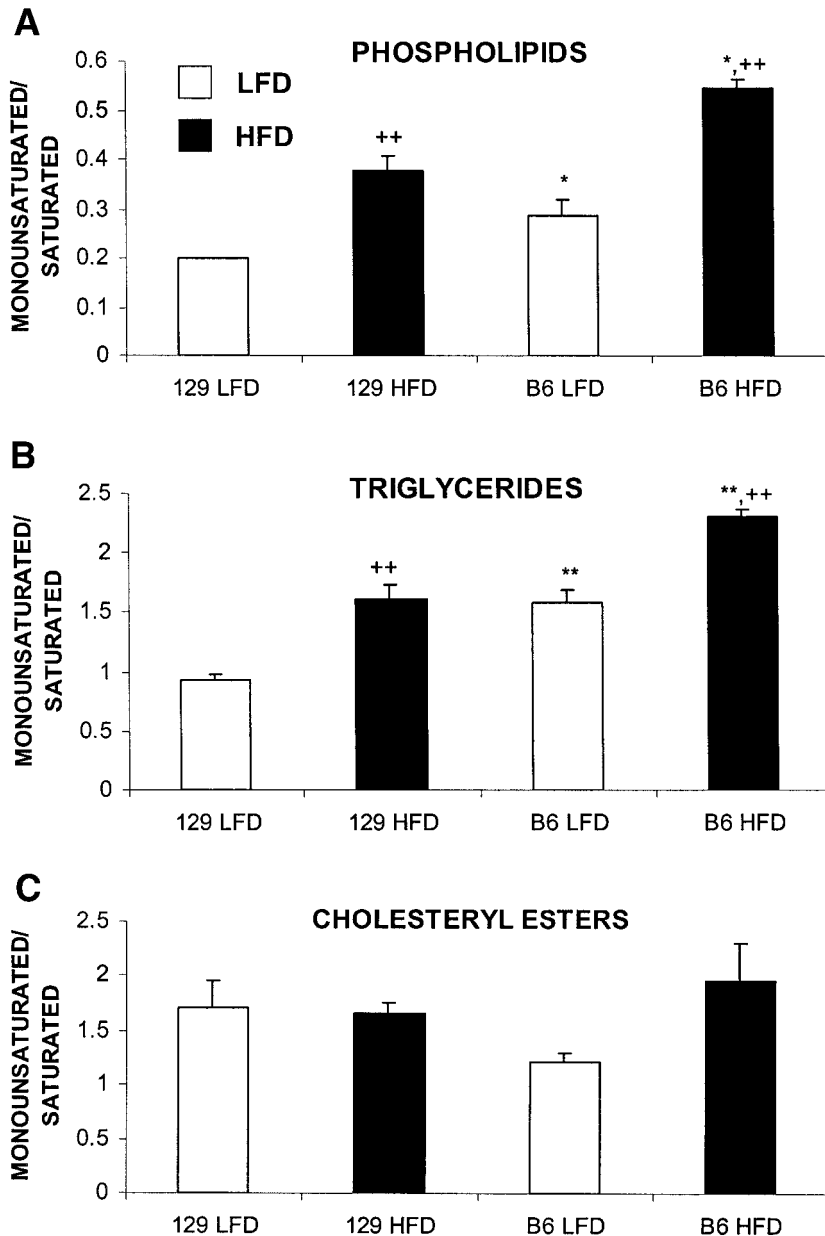 A
PHOSPHOLIPIDS
LFD
HFD
MONOUNSATURATED/
SATURATED
0.6
0.5
0.4
0.3
0.2
0.1
0
++
*
*,++
129 LFD
129 HFD
B6 LFD
B6 HFD
B
TRIGLYCERIDES
MONOUNSATURATED/
SATURATED
2.5
2
1.5
1
0.5
0
++
**
**,++
129 LFD
129 HFD
B6 LFD
B6 HFD
C
CHOLESTERYL ESTERS
MONOUNSATURATED/
SATURATED
2.5
2
1.5
1
0.5
0
129 LFD
129 HFD
B6 LFD
B6 HFD